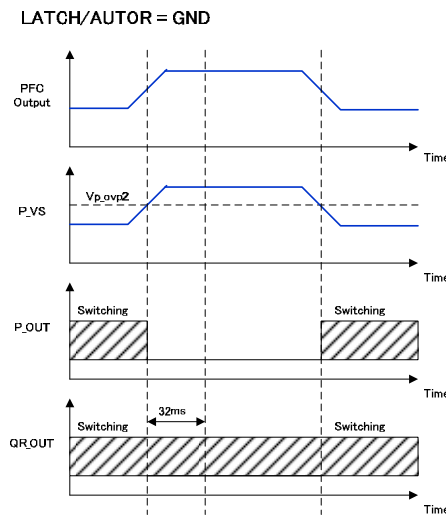 LATCH/AUTOR = GND
PFC
Output
Time
P_VS
Vp_ovp2
Time
P_OUT
Switching
Switching
Time
QR_OUT
Switching
32ms
Switching
Time